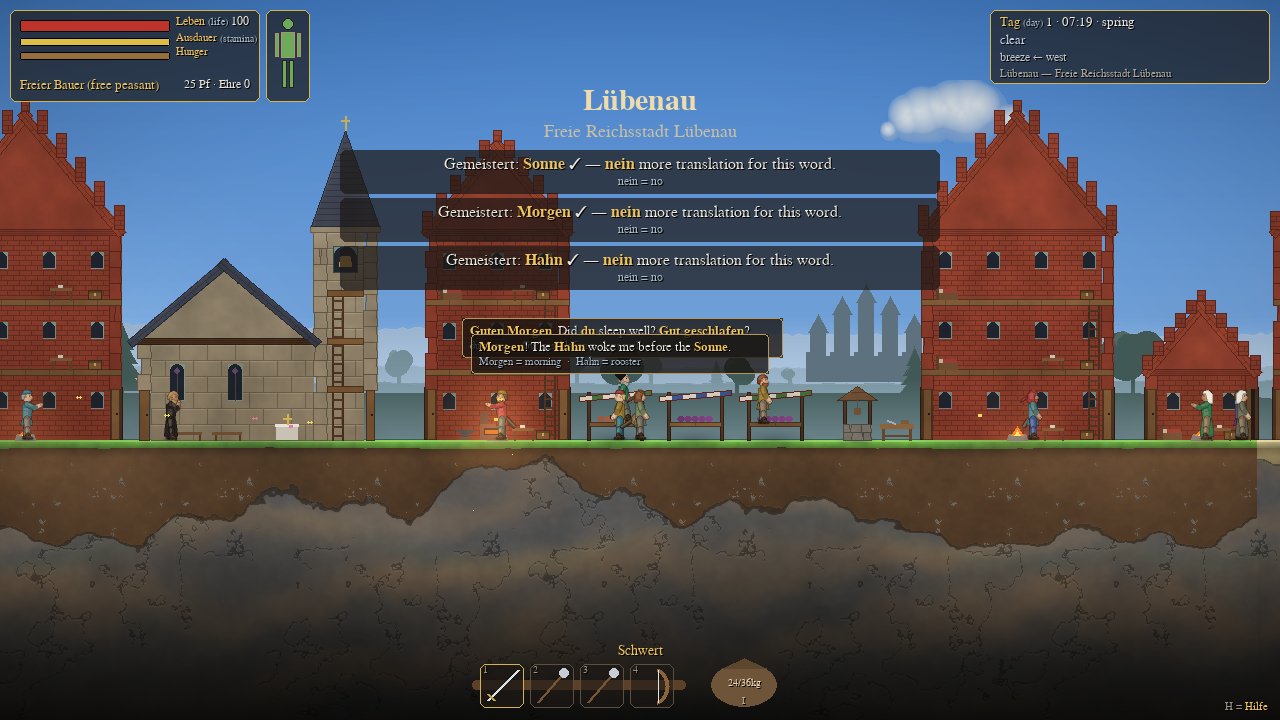 Leben (life) 100
Ausdauer (stamina)
Hunger
Freier Bauer (free peasant) 25 Pf · Ehre 0
Tag (day) 1 · 07:19 · spring
clear
breeze ← west
Lübenau — Freie Reichsstadt Lübenau
Lübenau
Freie Reichsstadt Lübenau
Gemeistert: Sonne ✓ — nein more translation for this word.
nein = no
Gemeistert: Morgen ✓ — nein more translation for this word.
nein = no
Gemeistert: Hahn ✓ — nein more translation for this word.
nein = no
Guten Morgen. Did du sleep well? Gut geschlafen?
Morgen! The Hahn woke me before the Sonne.
Morgen = morning · Hahn = rooster
Schwert
1 2 3 4
24/36kg
I
H = Hilfe